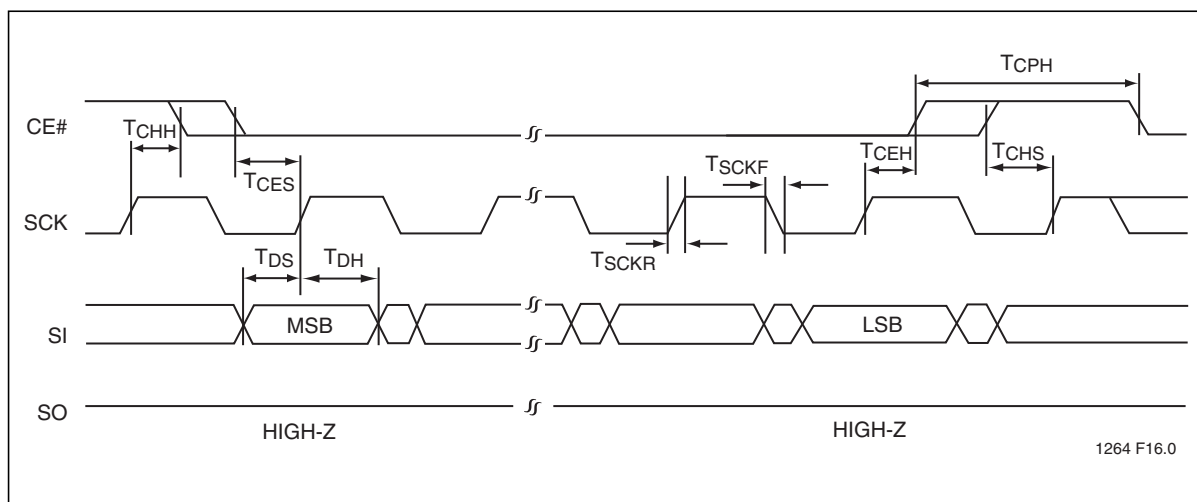 TCPH
CE#
TCHH
TCES
TSCKF
TCEH
TCHS
SCK
TSCKR
TDS
TDH
SI
MSB
LSB
SO
HIGH-Z
HIGH-Z
1264 F16.0